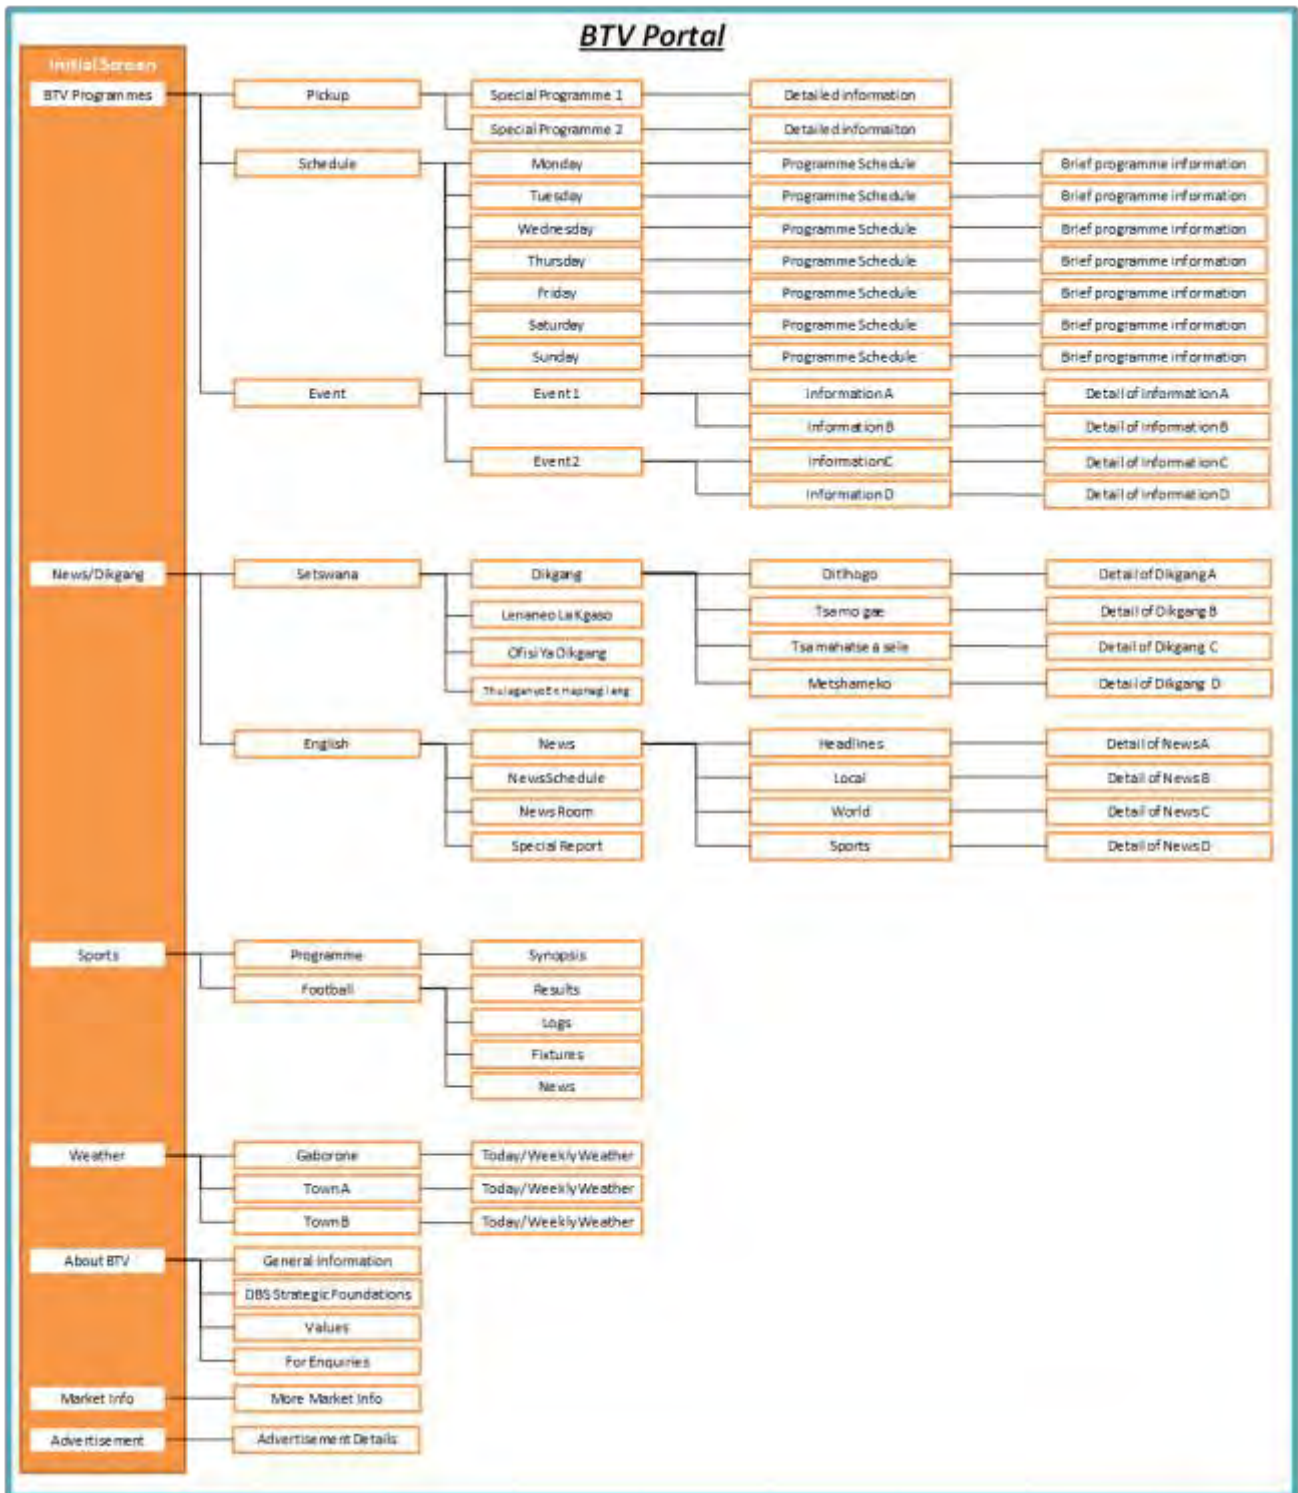 BTV Portal
Initial Screen
BTV Programmes Pickup Special Programme 1 Detailed information
Special Programme 2 Detailed informaiton
Schedule Monday Programme Schedule Brief programme information
Tuesday Programme Schedule Brief programme information
Wednesday Programme Schedule Brief programme information
Thursday Programme Schedule Brief programme information
Friday Programme Schedule Brief programme information
Saturday Programme Schedule Brief programme information
Sunday Programme Schedule Brief programme information
Event Event1 Information A Detail of Information A
Information B Detail of Information B
Event2 Information C Detail of Information C
Information D Detail of Information D
News/Dikgang Setswana Dikgang Ditlhogo Detail of Dikgang A
Lenaneo La Kgaso Tsa mo gae Detail of Dikgang B
Ofisi Ya Dikgang Tsa mahatse a sele Detail of Dikgang C
Metshameko Detail of Dikgang D
English News Headlines Detail of News A
News Schedule Local Detail of News B
News Room World Detail of News C
Special Report Sports Detail of News D
Sports Programme Synopsis
Football Results
Logs
Fixtures
News
Weather Gaborone Today/Weekly Weather
Town A Today/Weekly Weather
Town B Today/Weekly Weather
About BTV General Information
DBS Strategic Foundations
Values
For Enquiries
Market Info More Market Info
Advertisement Advertisement Details